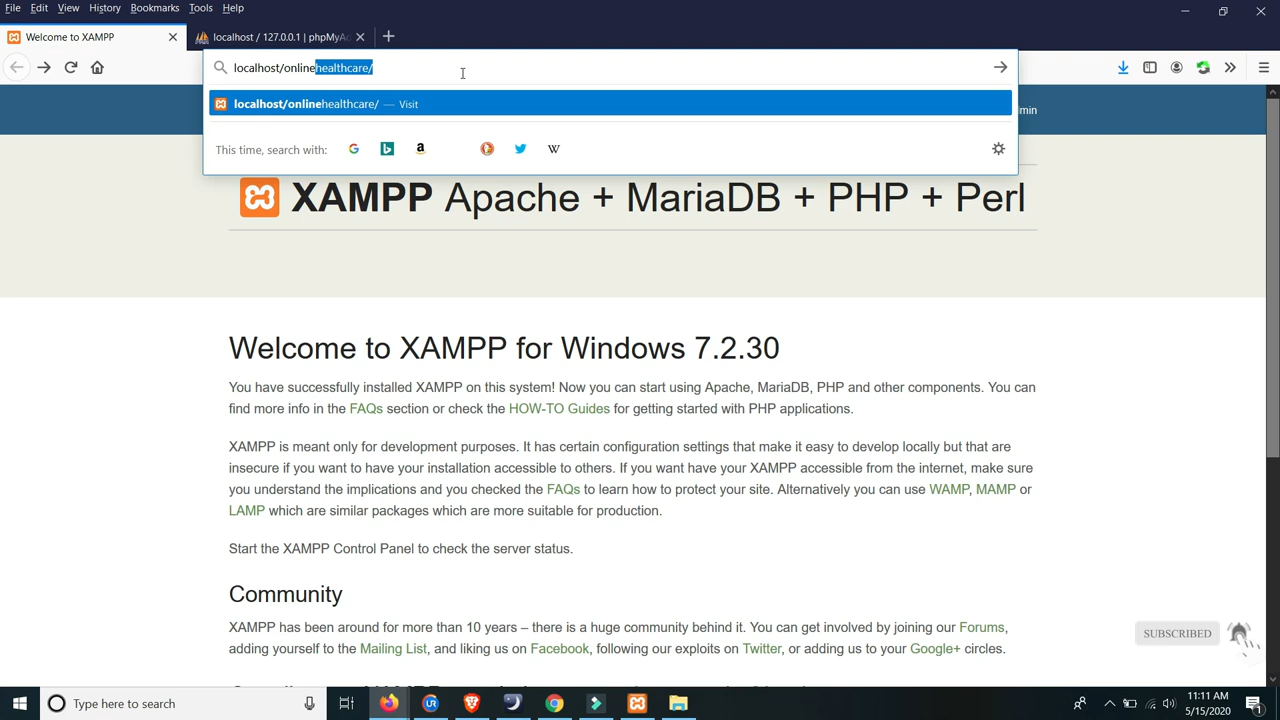 File Edit View History Bookmarks Tools Help
Welcome to XAMPP
localhost / 127.0.0.1 | phpMyAc
localhost/onlinehealthcare/
localhost/onlinehealthcare/ — Visit
min
This time, search with:
XAMPP Apache + MariaDB + PHP + Perl
Welcome to XAMPP for Windows 7.2.30
You have successfully installed XAMPP on this system! Now you can start using Apache, MariaDB, PHP and other components. You can
find more info in the FAQs section or check the HOW-TO Guides for getting started with PHP applications.
XAMPP is meant only for development purposes. It has certain configuration settings that make it easy to develop locally but that are
insecure if you want to have your installation accessible to others. If you want have your XAMPP accessible from the internet, make sure
you understand the implications and you checked the FAQs to learn how to protect your site. Alternatively you can use WAMP, MAMP or
LAMP which are similar packages which are more suitable for production.
Start the XAMPP Control Panel to check the server status.
Community
XAMPP has been around for more than 10 years – there is a huge community behind it. You can get involved by joining our Forums,
adding yourself to the Mailing List, and liking us on Facebook, following our exploits on Twitter, or adding us to your Google+ circles.
SUBSCRIBED
Type here to search
11:11 AM
5/15/2020